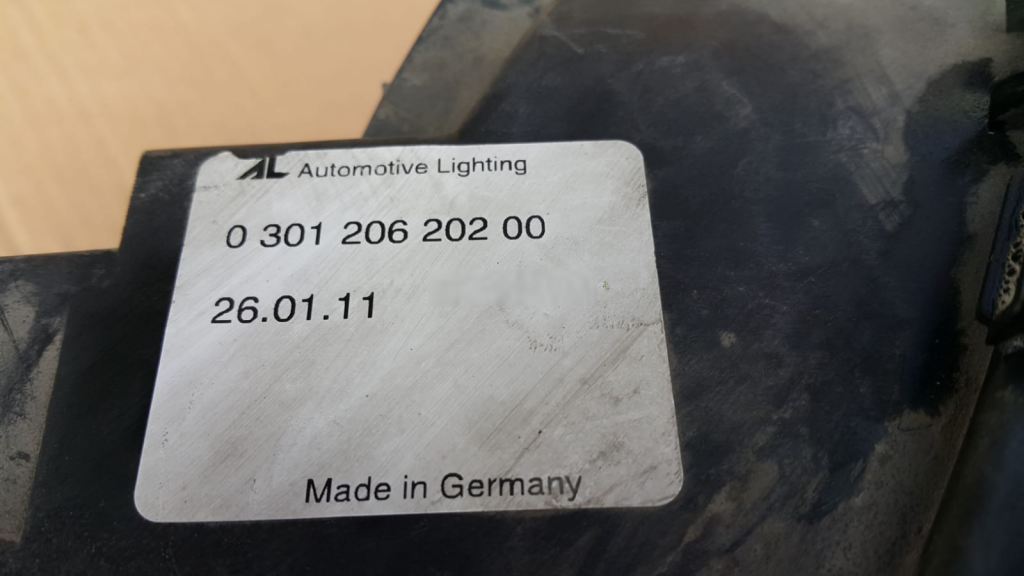 AL Automotive Lighting
0 301 206 202 00
26.01.11
Made in Germany